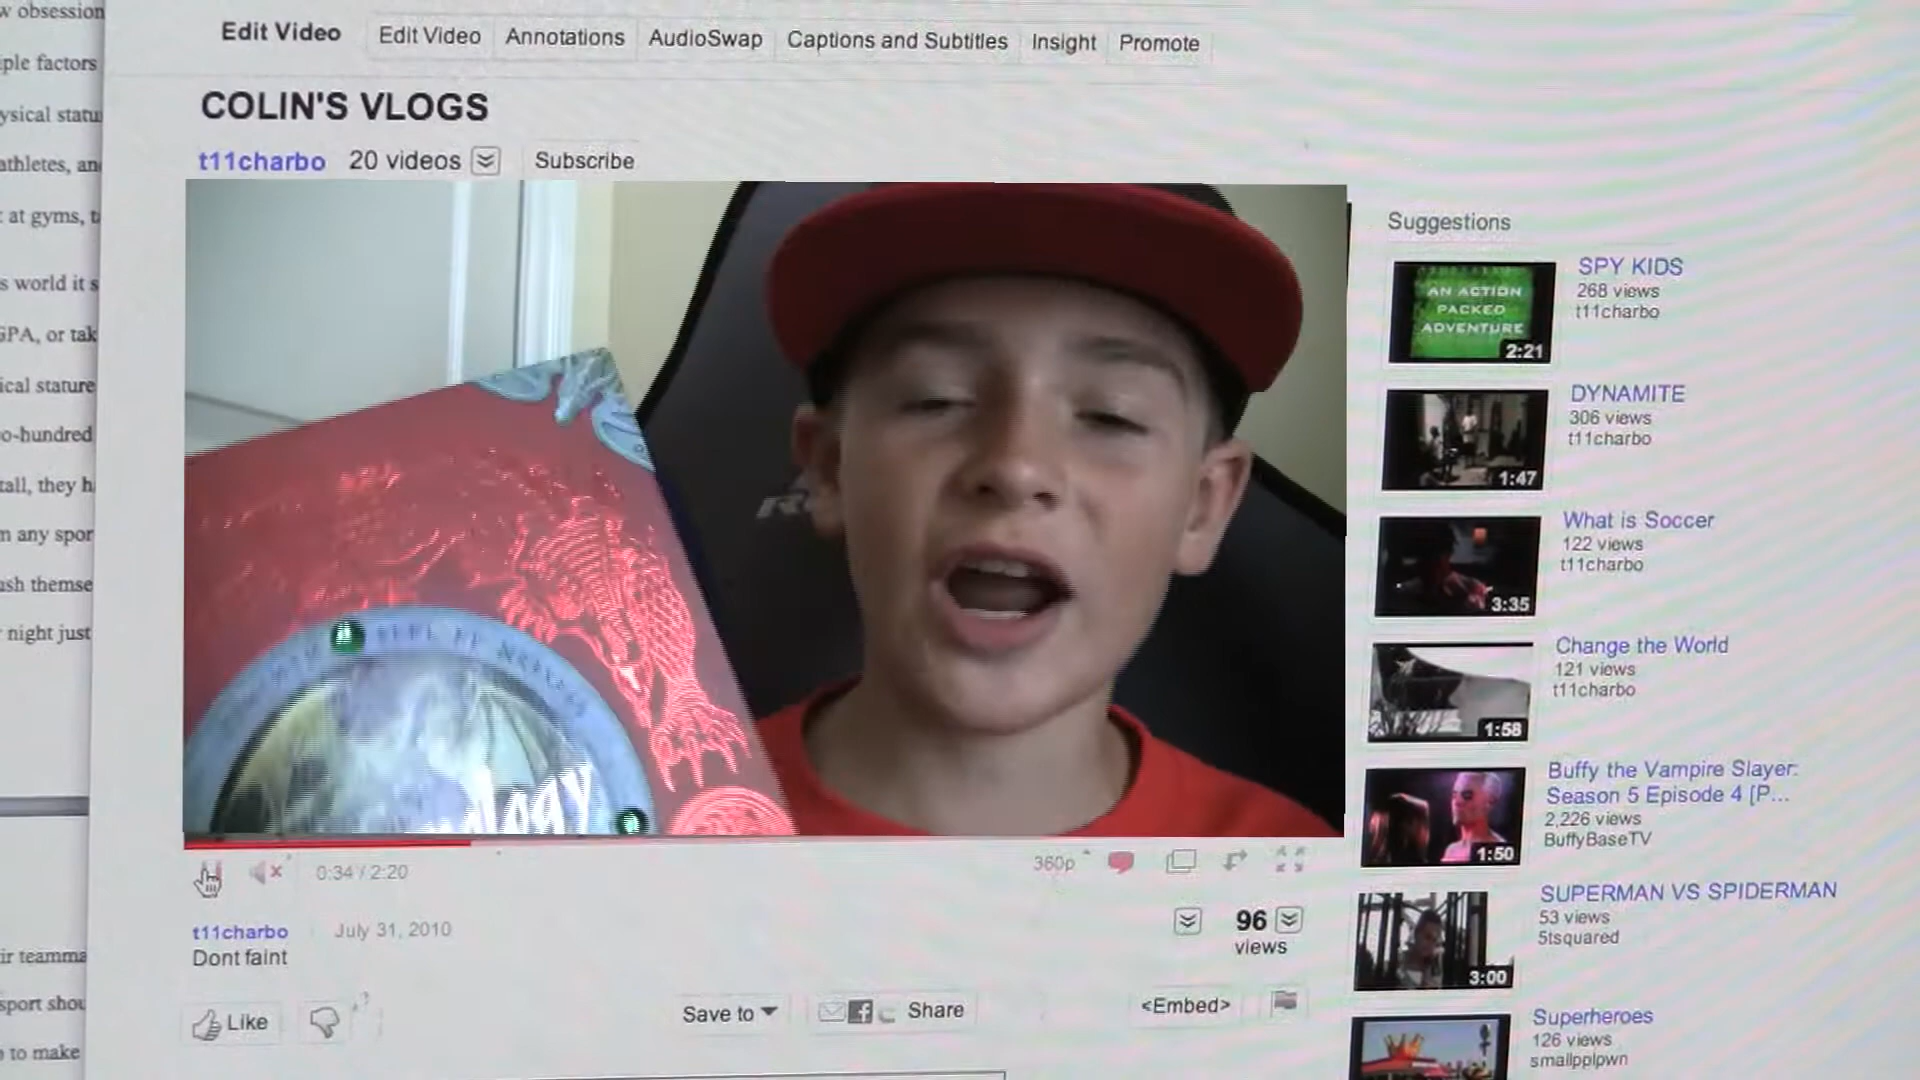 w obsession
ple factors
ysical statu
athletes, an
t at gyms, t
s world it s
GPA, or tak
ical stature
o-hundred
tall, they h
n any spor
ush themse
night just
ir teamma
sport shou
to make
Edit Video
Edit Video
Annotations
AudioSwap
Captions and Subtitles
Insight
Promote
COLIN'S VLOGS
t11charbo
20 videos
Subscribe
ology
0:34 / 2:20
360p
t11charbo
July 31, 2010
Dont faint
96
views
Like
Save to
Share
<Embed>
Suggestions
AN ACTION
PACKED
ADVENTURE
2:21
SPY KIDS
268 views
t11charbo
1:47
DYNAMITE
306 views
t11charbo
3:35
What is Soccer
122 views
t11charbo
1:58
Change the World
121 views
t11charbo
1:50
Buffy the Vampire Slayer:
Season 5 Episode 4 [P...
2,226 views
BuffyBaseTV
3:00
SUPERMAN VS SPIDERMAN
53 views
5tsquared
Superheroes
126 views
smallpplpwn